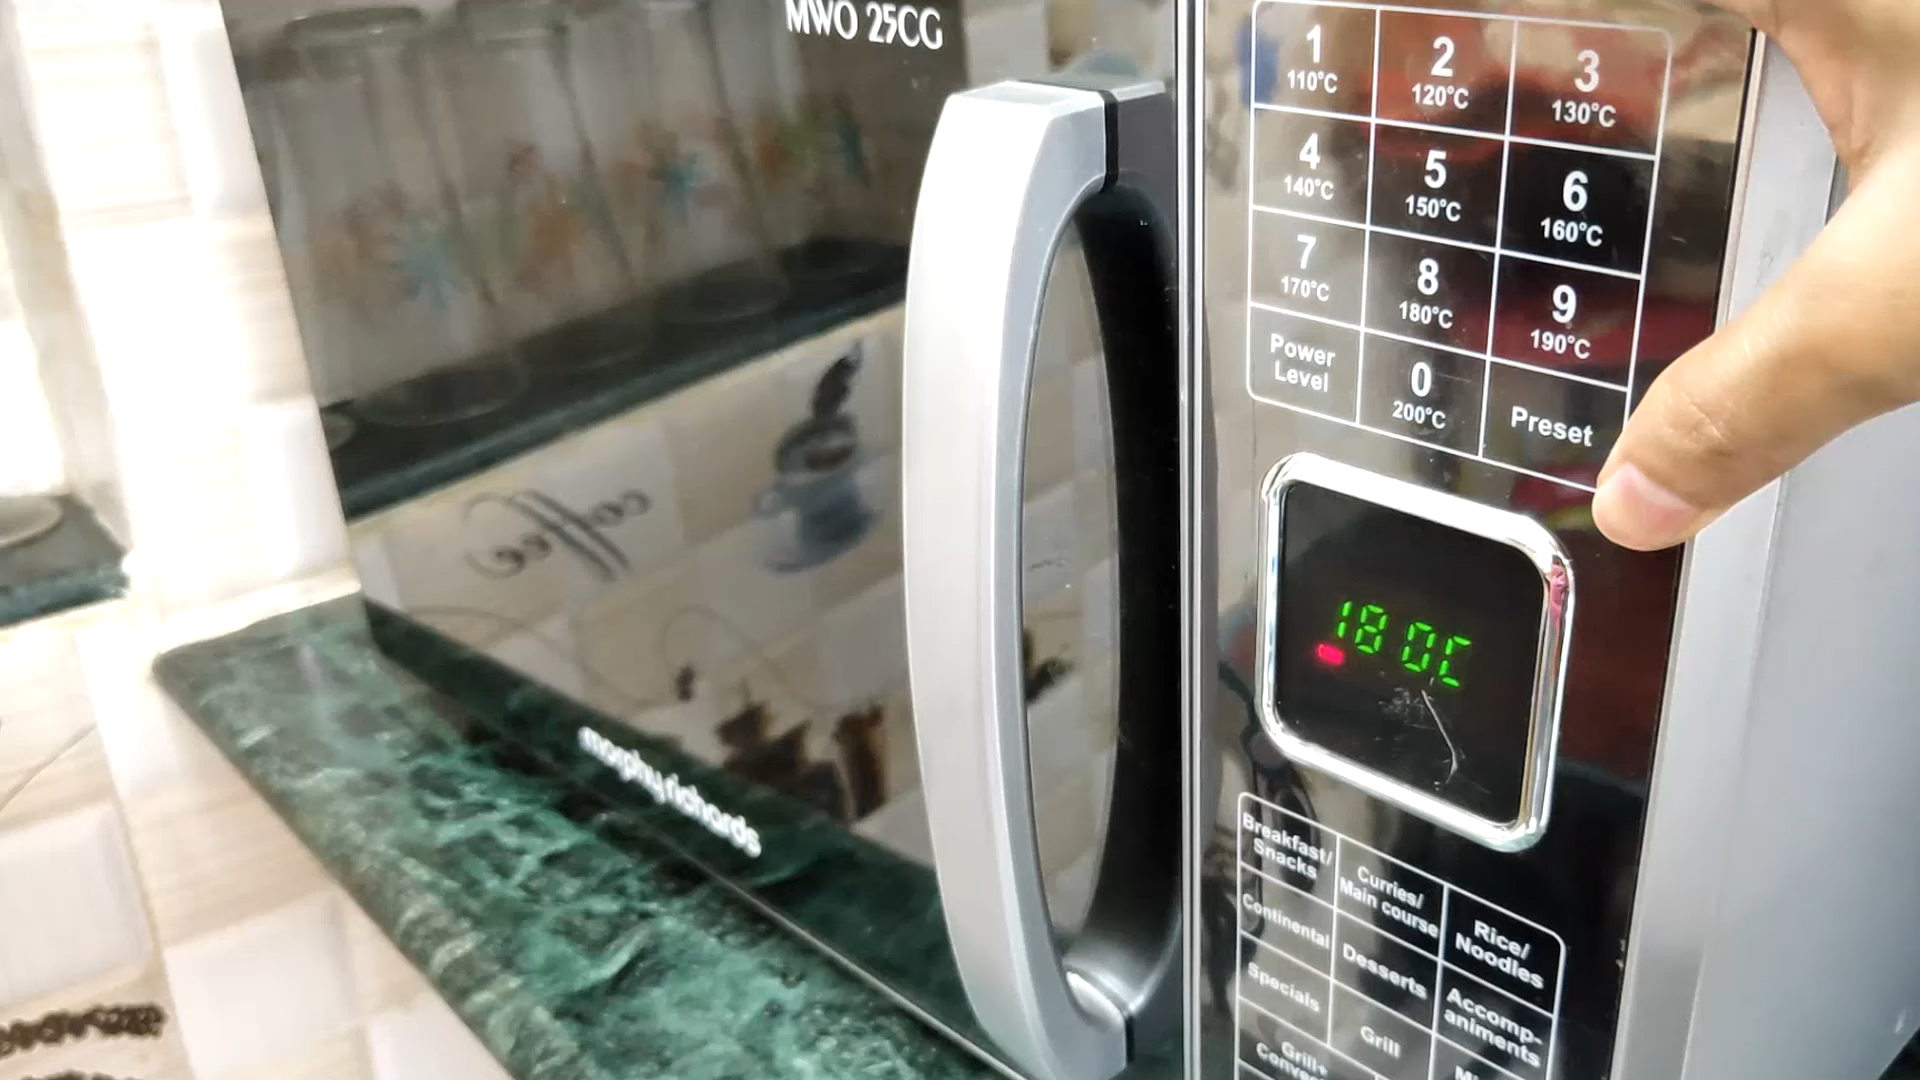 MWO 25CG
1
110°C
2
120°C
3
130°C
4
140°C
5
150°C
6
160°C
7
170°C
8
180°C
9
190°C
Power
Level
0
200°C
Preset
coffee
180C
morphy richards
Breakfast/
Snacks
Curries/
Main course
Rice/
Noodles
Continental
Desserts
Accomp-
animents
Specials
Grill
Grill+